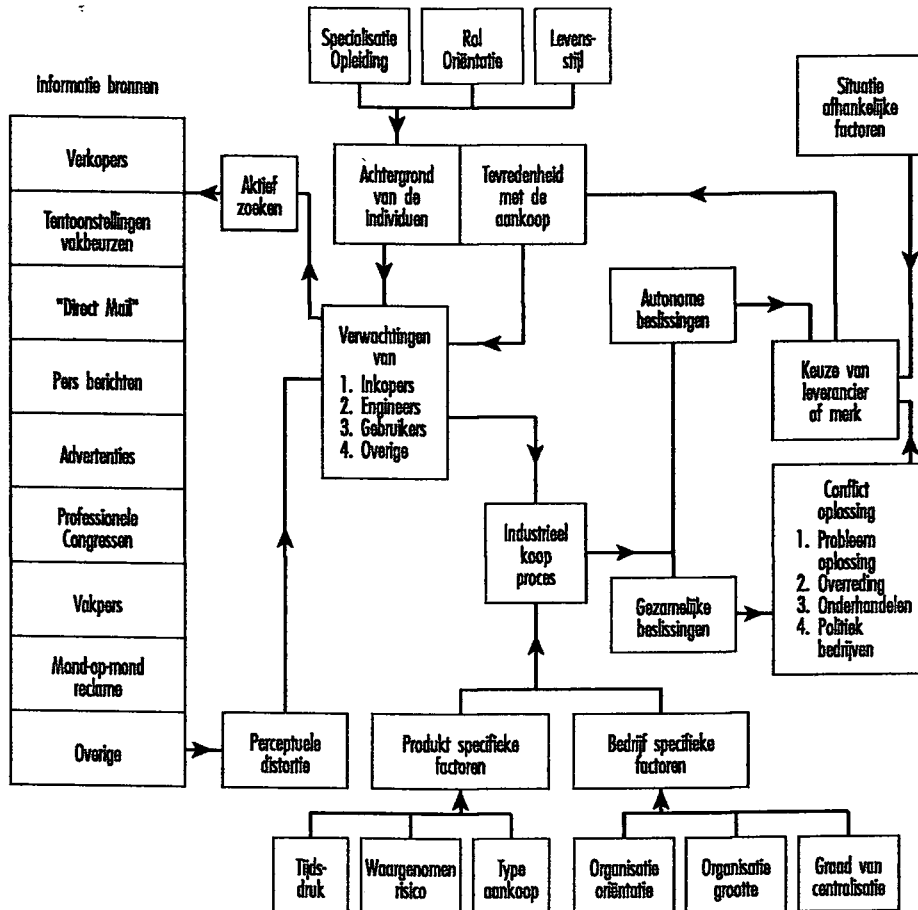 Specialisatie
Opleiding
Rol
Oriëntatie
Levens-
stijl
Informatie bronnen
Situatie
afhankelijke
factoren
Verkopers
Tentoonstellingen
vakbeurzen
"Direct Mail"
Pers berichten
Advertenties
Professionele
Congressen
Vakpers
Mond-op-mond
reclame
Overige
Aktief
zoeken
Achtergrond
van de
individuen
Tevredenheid
met de
aankoop
Verwachtingen
van
1. Inkopers
2. Engineers
3. Gebruikers
4. Overige
Autonome
beslissingen
Keuze van
leverancier
of merk
Industrieel
koop
proces
Gezamelijke
beslissingen
Conflict
oplossing
1. Probleem
oplossing
2. Overreding
3. Onderhandelen
4. Politiek
bedrijven
Perceptuele
distortie
Produkt specifieke
factoren
Bedrijf specifieke
factoren
Tijds-
druk
Waargenomen
risico
Type
aankoop
Organisatie
oriëntatie
Organisatie
grootte
Graad van
centralisatie